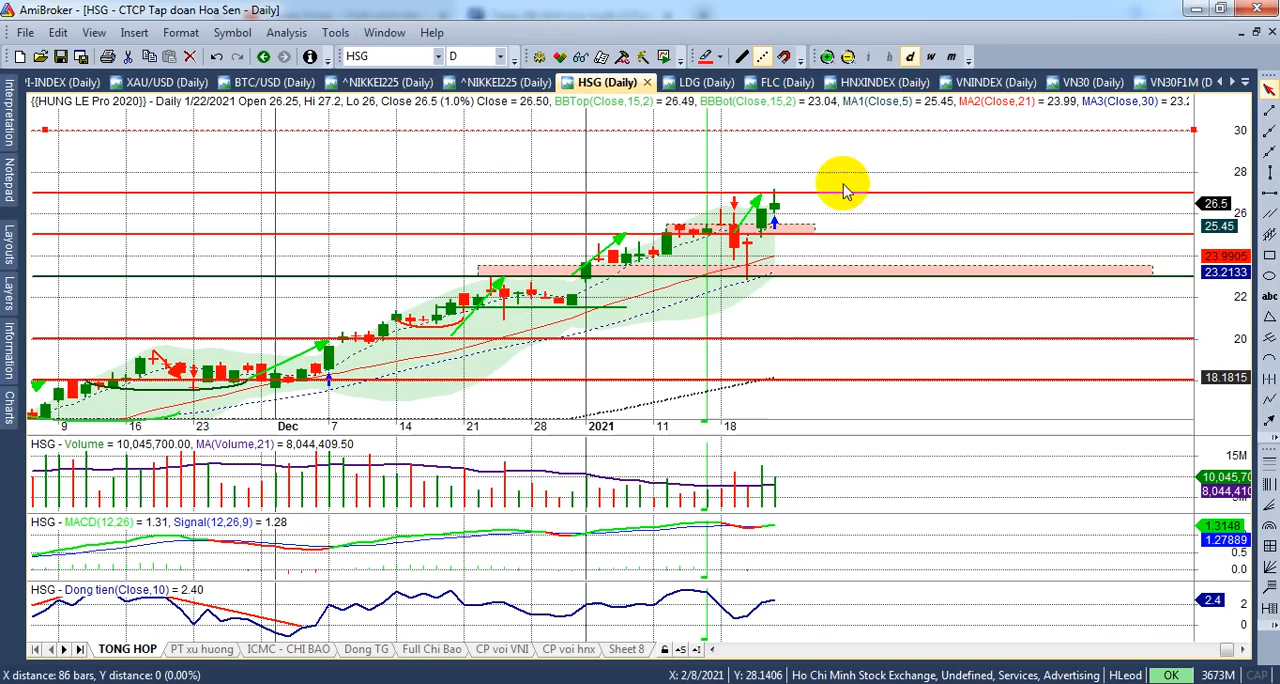 AmiBroker - [HSG - CTCP Tap doan Hoa Sen - Daily]
File Edit View Insert Format Symbol Analysis Tools Window Help
HSG D i d w m
I-INDEX (Daily) XAU/USD (Daily) BTC/USD (Daily) ^NIKKEI225 (Daily) ^NIKKEI225 (Daily) HSG (Daily) LDG (Daily) FLC (Daily) HNXINDEX (Daily) VNINDEX (Daily) VN30 (Daily) VN30F1M (D
{{HUNG LE Pro 2020}} - Daily 1/22/2021 Open 26.25, Hi 27.2, Lo 26, Close 26.5 (1.0%) Close = 26.50, BBTop(Close,15,2) = 26.49, BBBot(Close,15,2) = 23.04, MA1(Close,5) = 25.45, MA2(Close,21) = 23.99, MA3(Close,30) = 23.2
Interpretation
Notepad
Layouts
Layers
Information
Charts
abc
30
28
26.5
26
25.45
23.9905
23.2133
22
20
18.1815
9 16 23 Dec 7 14 21 28 2021 11 18
HSG - Volume = 10,045,700.00, MA(Volume,21) = 8,044,409.50
15M
10,045,70
8,044,410
HSG - MACD(12,26) = 1.31, Signal(12,26,9) = 1.28
1.3148
1.27889
0.5
0.0
HSG - Dong tien(Close,10) = 2.40
2.4
2
0
TONG HOP PT xu huong ICMC - CHI BAO Dong TG Full Chi Bao CP voi VNI CP voi hnx Sheet 8
X distance: 86 bars, Y distance: 0 (0.00%) X: 2/8/2021 Y: 28.1406 Ho Chi Minh Stock Exchange, Undefined, Services, Advertising HLeod OK 3673M CAP